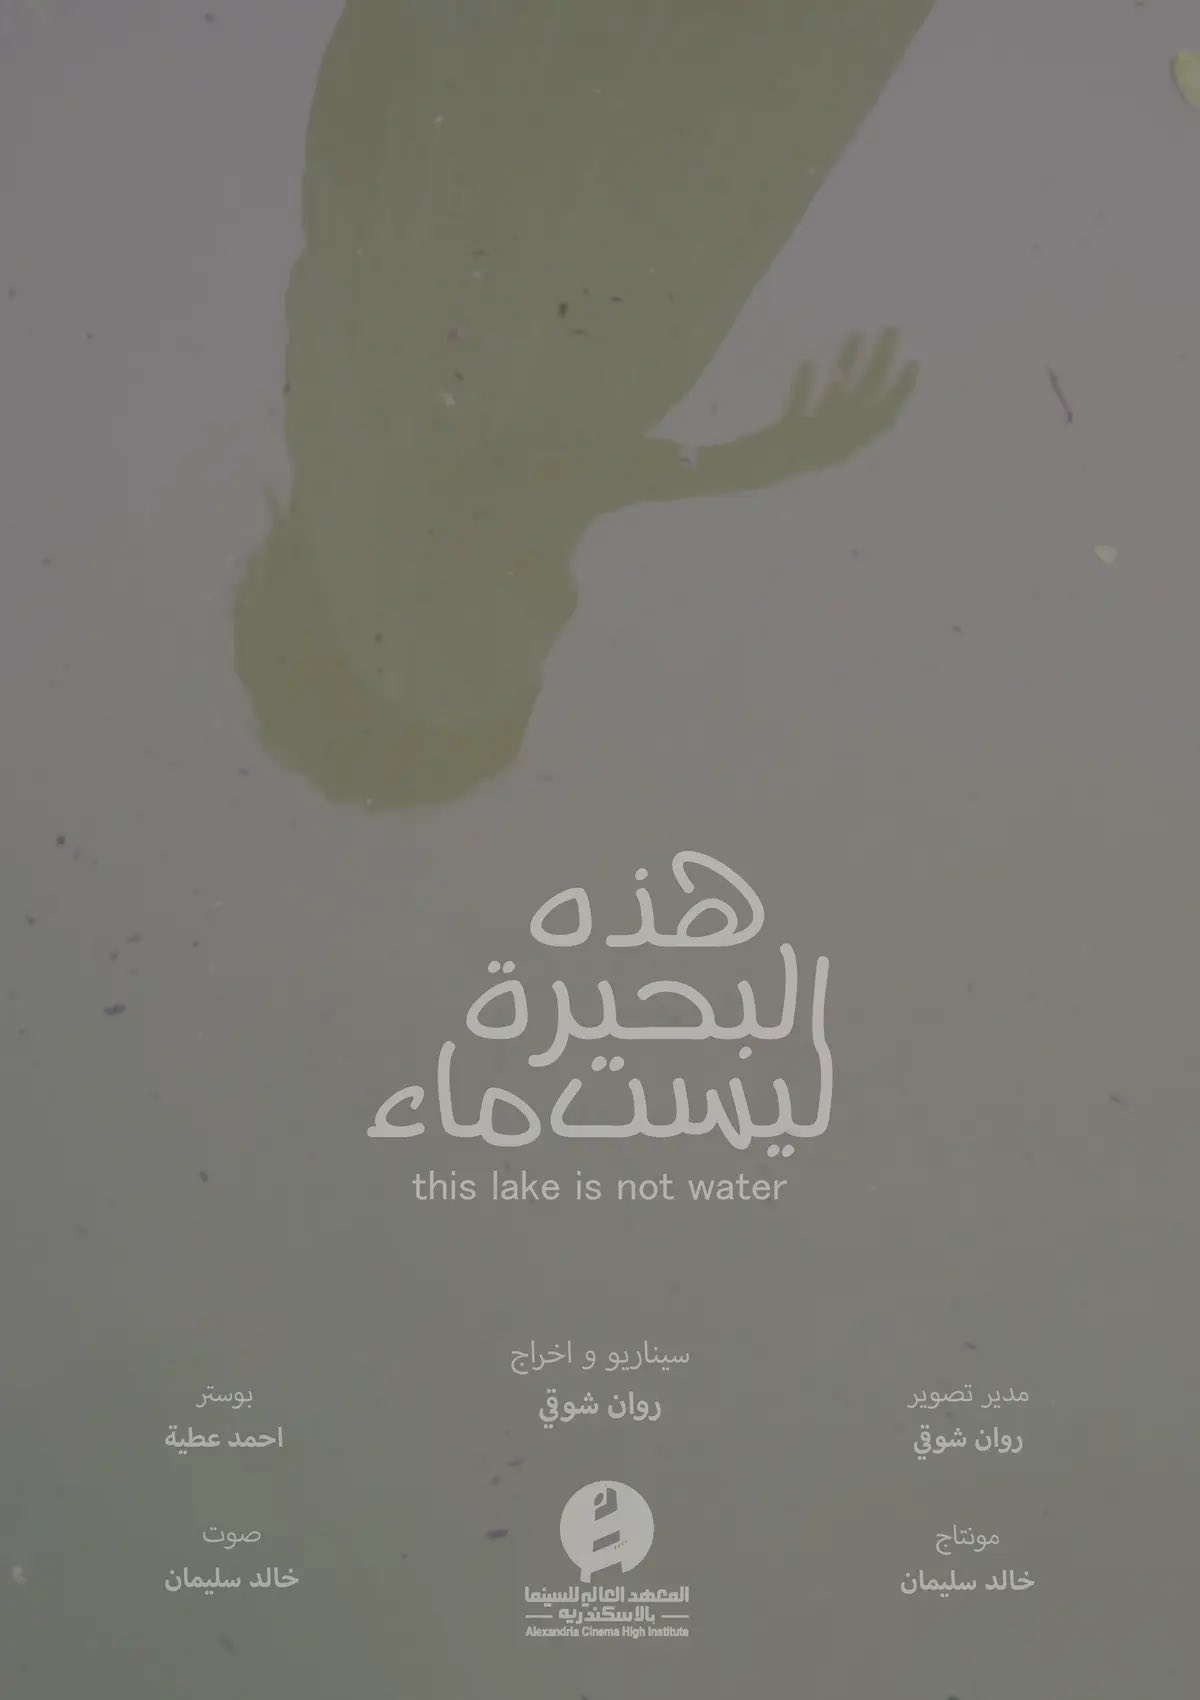 هذه
البحيرة
ليست ماء
this lake is not water
سيناريو و اخراج
روان شوقي
مدير تصوير
روان شوقي
بوستر
احمد عطية
مونتاج
خالد سليمان
صوت
خالد سليمان
المعهد العالي للسينما
بالاسكندريه
Alexandria Cinema High Institute